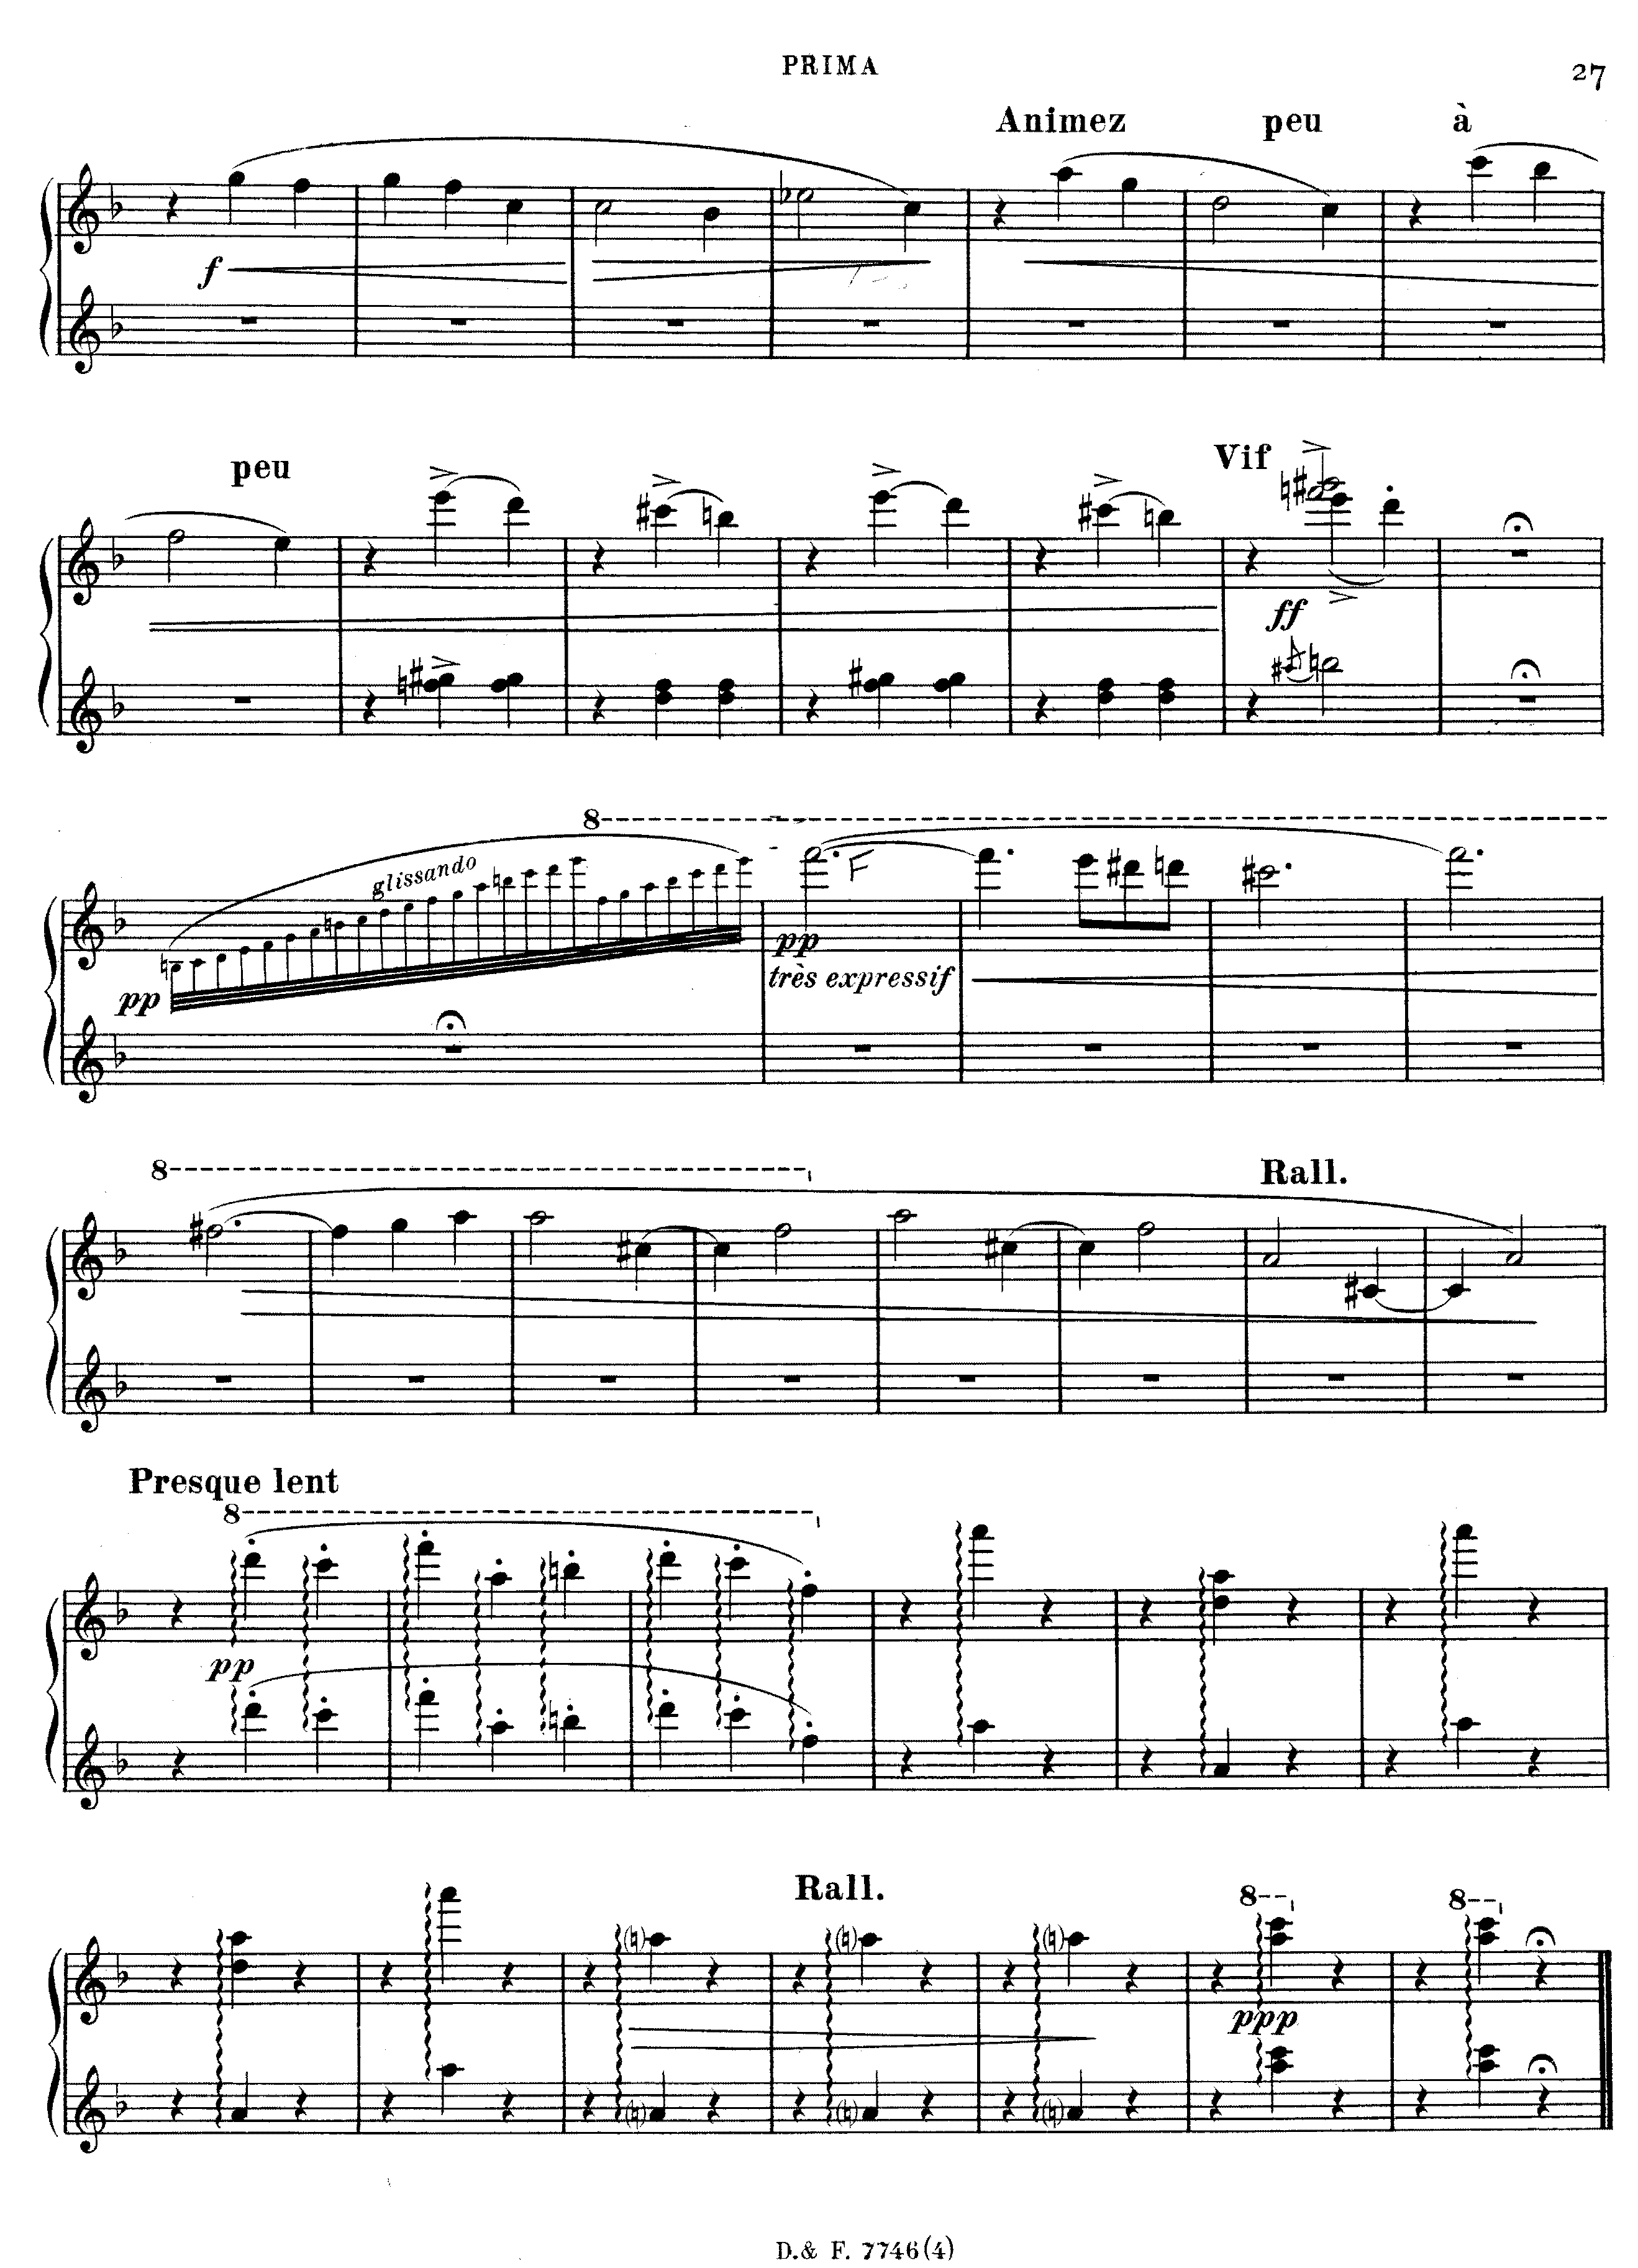 PRIMA
27
Animez peu à
f
peu
Vif
ff
8
glissando
pp
pp
très expressif
8
Rall.
Presque lent
8
pp
Rall.
8
8
ppp
D.& F. 7746(4)